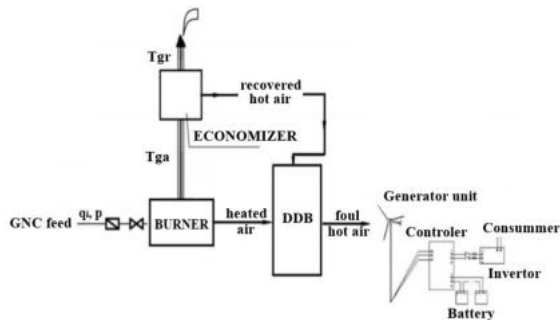 Tgr
recovered
hot air
ECONOMIZER
Tga
GNC feed
qi, p
BURNER
heated
air
DDB
foul
hot air
Generator unit
Controler
Consummer
Invertor
Battery